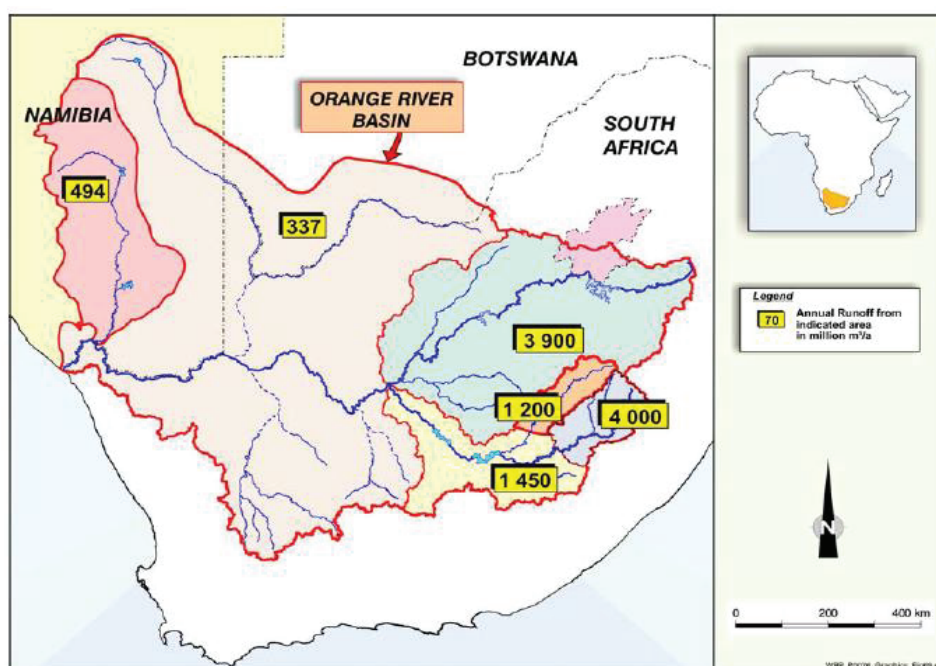 BOTSWANA
ORANGE RIVER
BASIN
NAMIBIA
SOUTH
AFRICA
494
337
3 900
1 200
4 000
1 450
Legend
70
Annual Runoff from
indicated area
in million m³/a
N
0 200 400 km